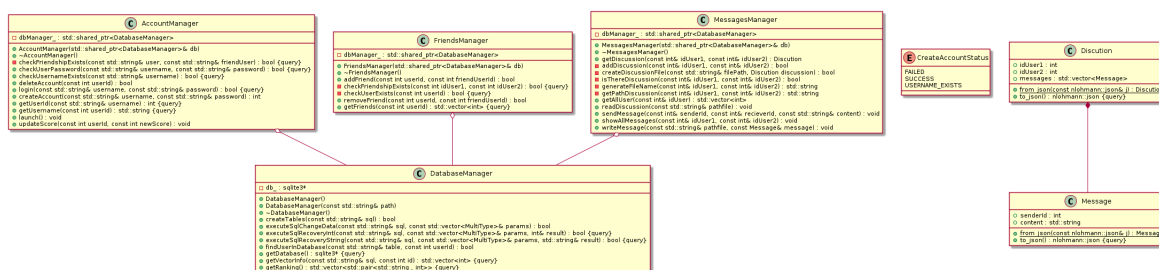 C AccountManager
dbManager_ : std::shared_ptr<DatabaseManager>
AccountManager(std::shared_ptr<DatabaseManager>& db)
~AccountManager()
checkFriendshipExists(const std::string& user, const std::string& friendUser) : bool {query}
checkUserPassword(const std::string& username, const std::string& password) : bool {query}
checkUsernameExists(const std::string& username) : bool {query}
deleteAccount(const int userId) : bool
login(const std::string& username, const std::string& password) : bool {query}
createAccount(const std::string& username, const std::string& password) : int
getUserId(const std::string& username) : int {query}
getUsername(const int userId) : std::string {query}
launch() : void
updateScore(const int userId, const int newScore) : void
C FriendsManager
dbManager_ : std::shared_ptr<DatabaseManager>
FriendsManager(std::shared_ptr<DatabaseManager>& db)
~FriendsManager()
addFriend(const int userId, const int friendUserId) : bool
checkFriendshipExists(const int idUser1, const int idUser2) : bool {query}
checkUserExists(const int userId) : bool {query}
removeFriend(const int userId, const int friendUserId) : bool
getFriends(const int userId) : std::vector<int> {query}
C MessagesManager
dbManager_ : std::shared_ptr<DatabaseManager>
MessagesManager(std::shared_ptr<DatabaseManager>& db)
~MessagesManager()
getDiscussion(const int& idUser1, const int& idUser2) : Discution
addDiscussion(const int& idUser1, const int& idUser2) : bool
createDiscussionFile(const std::string& filePath, Discution discussion) : bool
isThereDiscussion(const int& idUser1, const int& idUser2) : bool
generateFileName(const int& idUser1, const int& idUser2) : std::string
getPathDiscussion(const int& idUser1, const int& idUser2) : std::string
getAllUser(const int& idUser) : std::vector<int>
readDiscussion(const std::string& pathfile) : void
sendMessage(const int& senderId, const int& recieverId, const std::string& content) : void
showAllMessages(const int& idUser1, const int& idUser2) : void
writeMessage(const std::string& pathfile, const Message& message) : void
E CreateAccountStatus
FAILED
SUCCESS
USERNAME_EXISTS
C Discution
idUser1 : int
idUser2 : int
messages : std::vector<Message>
from_json(const nlohmann::json& j) : Discutio
to_json() : nlohmann::json {query}
C DatabaseManager
db_ : sqlite3*
DatabaseManager()
DatabaseManager(const std::string& path)
~DatabaseManager()
createTables(const std::string& sql) : bool
executeSqlChangeData(const std::string& sql, const std::vector<MultiType>& params) : bool
executeSqlRecoveryInt(const std::string& sql, const std::vector<MultiType>& params, int& result) : bool {query}
executeSqlRecoveryString(const std::string& sql, const std::vector<MultiType>& params, std::string& result) : bool {query}
findUserInDatabase(const std::string& table, const int userId) : bool
getDatabase() : sqlite3* {query}
getVectorInfo(const std::string& sql, const int id) : std::vector<int> {query}
getRanking() : std::vector<std::pair<std::string , int>> {query}
C Message
senderId : int
content : std::string
from_json(const nlohmann::json& j) : Messag
to_json() : nlohmann::json {query}